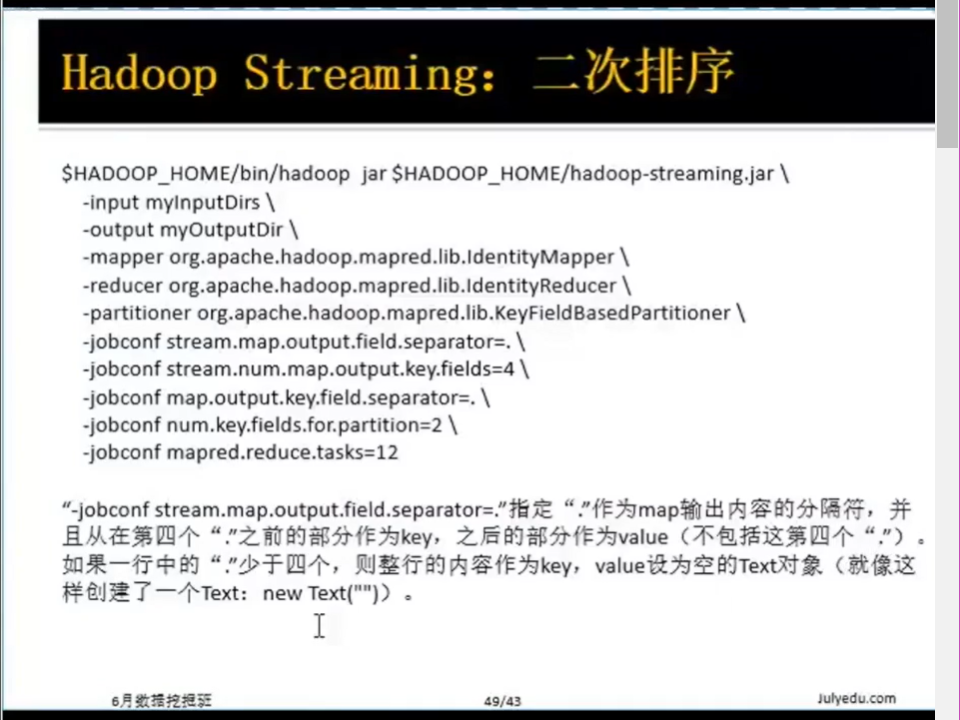 Hadoop Streaming: 二次排序
$HADOOP_HOME/bin/hadoop jar $HADOOP_HOME/hadoop-streaming.jar \
-input myInputDirs \
-output myOutputDir \
-mapper org.apache.hadoop.mapred.lib.IdentityMapper \
-reducer org.apache.hadoop.mapred.lib.IdentityReducer \
-partitioner org.apache.hadoop.mapred.lib.KeyFieldBasedPartitioner \
-jobconf stream.map.output.field.separator=. \
-jobconf stream.num.map.output.key.fields=4 \
-jobconf map.output.key.field.separator=. \
-jobconf num.key.fields.for.partition=2 \
-jobconf mapred.reduce.tasks=12
“-jobconf stream.map.output.field.separator=.”指定“.”作为map输出内容的分隔符，并
且从在第四个“.”之前的部分作为key，之后的部分作为value（不包括这第四个“.”）。
如果一行中的“.”少于四个，则整行的内容作为key，value设为空的Text对象（就像这
样创建了一个Text：new Text("")）。
6月数据挖掘班
49/43
Julyedu.com